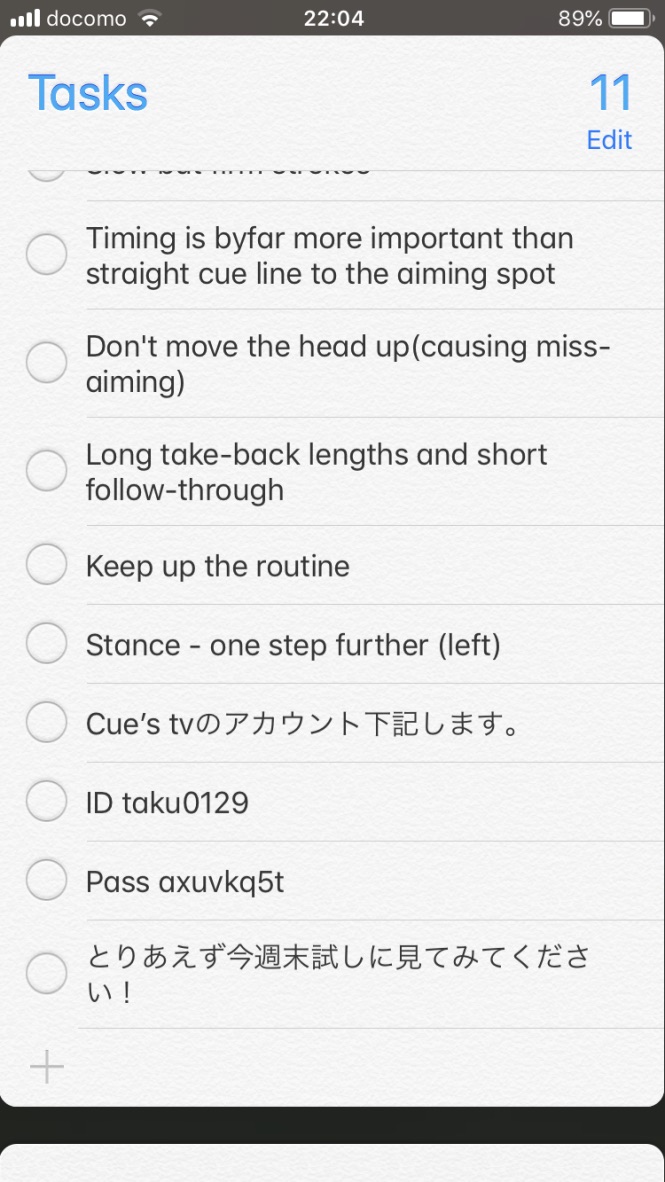 docomo
22:04
89%
Tasks
11
Edit
Slow but firm strokes
Timing is byfar more important than
straight cue line to the aiming spot
Don't move the head up(causing miss-
aiming)
Long take-back lengths and short
follow-through
Keep up the routine
Stance - one step further (left)
Cue’s tvのアカウント下記します。
ID taku0129
Pass axuvkq5t
とりあえず今週末試しに見てみてくださ
い！